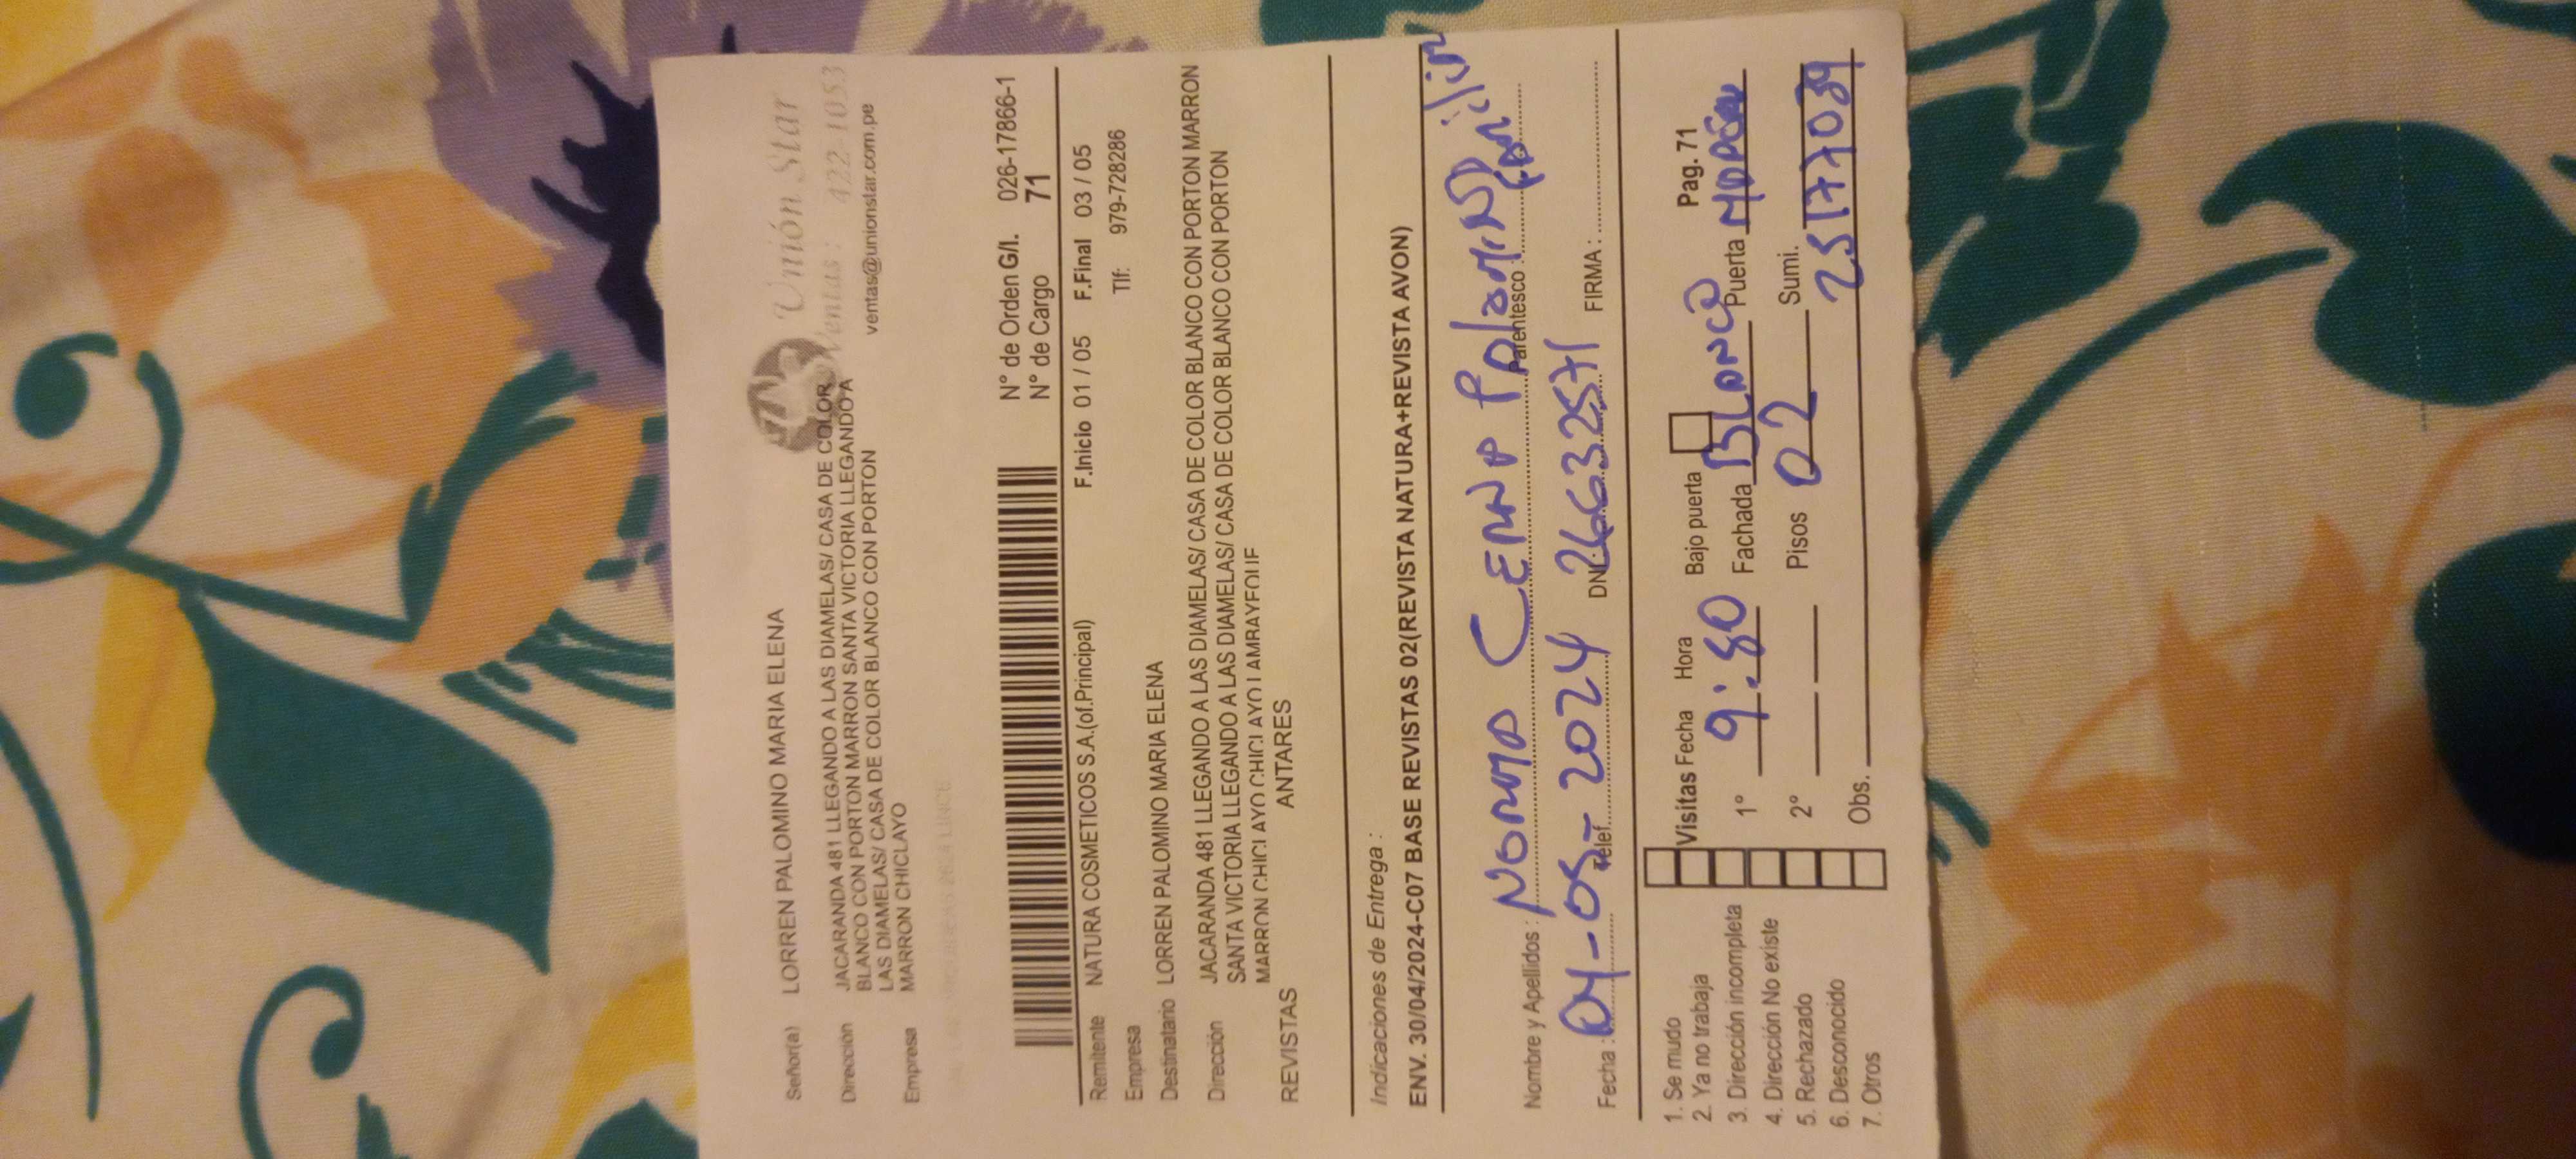 Unión Star
Ventas: 422-1053
ventas@unionstar.com.pe
Señor(a) LORREN PALOMINO MARIA ELENA
Dirección JACARANDA 481 LLEGANDO A LAS DIAMELAS/ CASA DE COLOR
BLANCO CON PORTON MARRON SANTA VICTORIA LLEGANDO A
LAS DIAMELAS/ CASA DE COLOR BLANCO CON PORTON
MARRON CHICLAYO
Empresa
N° de Orden G/I. 026-17866-1
N° de Cargo 71
Remitente NATURA COSMETICOS S.A.(of.Principal) F.Inicio 01 / 05 F.Final 03 / 05
Empresa Tlf: 979-728286
Destinatario LORREN PALOMINO MARIA ELENA
Dirección JACARANDA 481 LLEGANDO A LAS DIAMELAS/ CASA DE COLOR BLANCO CON PORTON MARRON
SANTA VICTORIA LLEGANDO A LAS DIAMELAS/ CASA DE COLOR BLANCO CON PORTON
MARRON
REVISTAS ANTARES
Indicaciones de Entrega :
ENV. 30/04/2024-C07 BASE REVISTAS 02(REVISTA NATURA+REVISTA AVON)
Nombre y Apellidos : Palomino Parentesco :
Fecha : 04-05-2024 Telef. DNI 26632571 FIRMA :
1. Se mudo
2. Ya no trabaja
3. Dirección incompleta
4. Dirección No existe
5. Rechazado
6. Desconocido
7. Otros
Visitas Fecha Hora Bajo puerta Pag. 71
1° Fachada BLANCO Puerta
2° Pisos 02 Sumi.
Obs. 25177039